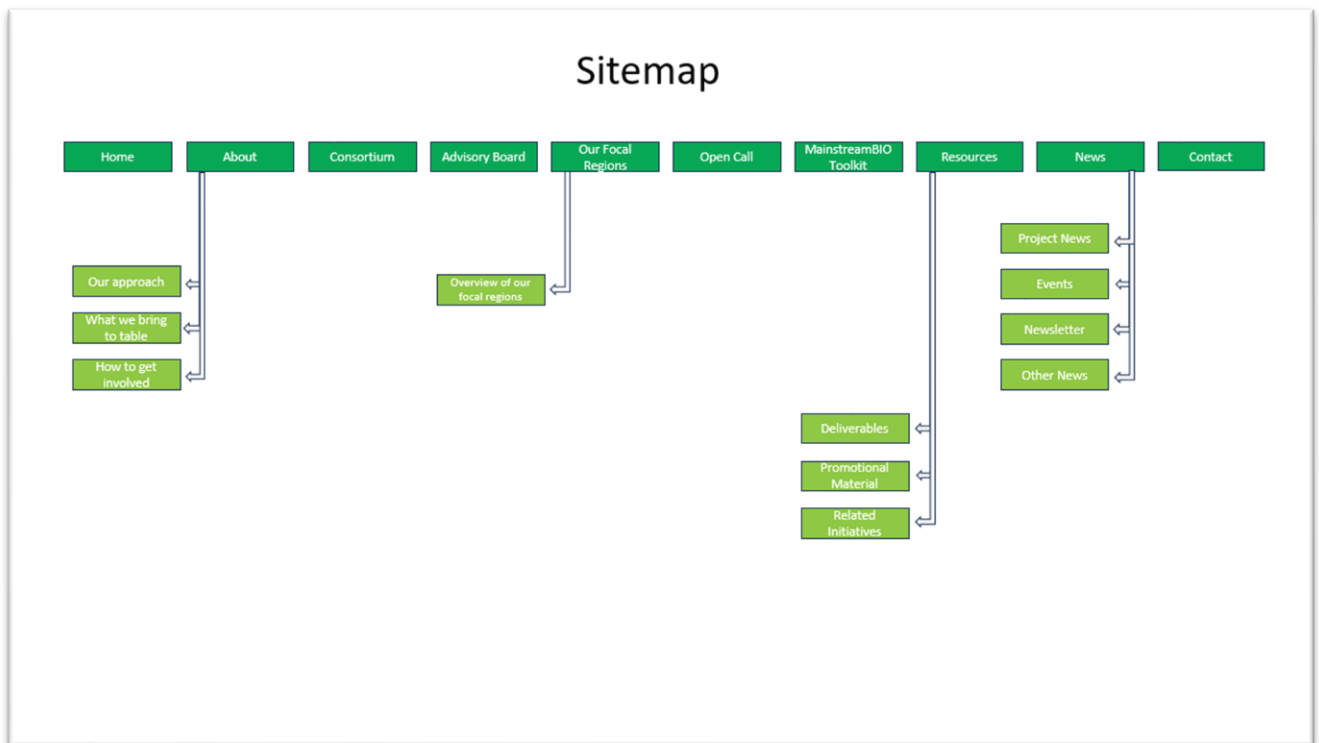 Sitemap
Home
About
Consortium
Advisory Board
Our Focal
Regions
Open Call
MainstreamBIO
Toolkit
Resources
News
Contact
Our approach
What we bring
to table
How to get
involved
Overview of our
focal regions
Deliverables
Promotional
Material
Related
Initiatives
Project News
Events
Newsletter
Other News